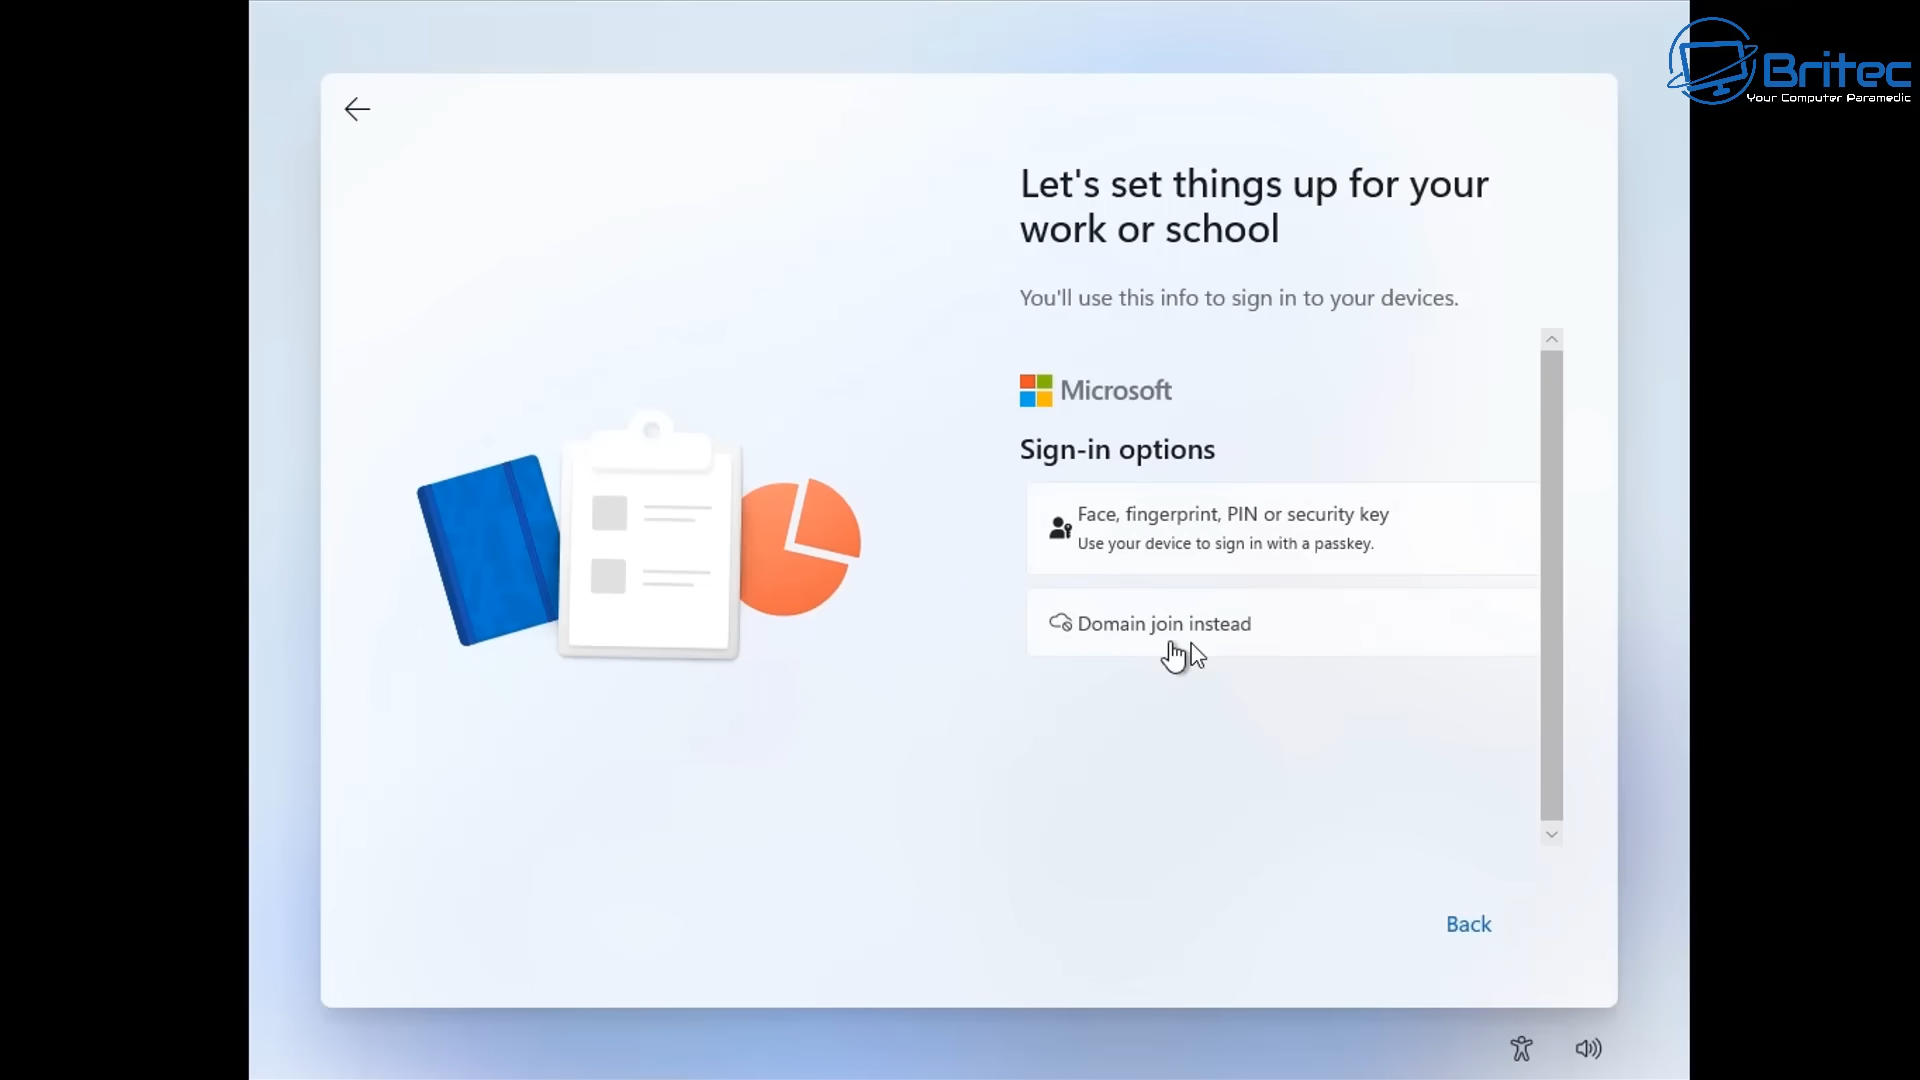 Britec
Your Computer Paramedic
Let's set things up for your
work or school
You'll use this info to sign in to your devices.
Microsoft
Sign-in options
Face, fingerprint, PIN or security key
Use your device to sign in with a passkey.
Domain join instead
Back